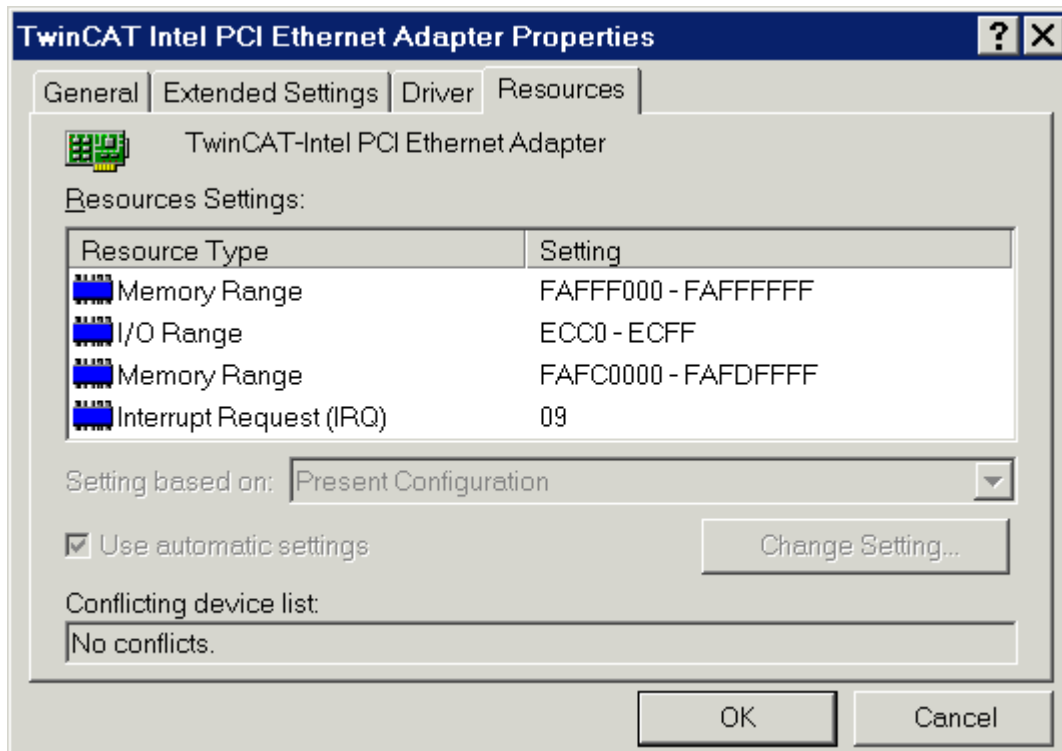 TwinCAT Intel PCI Ethernet Adapter Properties
General Extended Settings Driver Resources
TwinCAT-Intel PCI Ethernet Adapter
Resources Settings:
Resource Type Setting
Memory Range FAFFF000 - FAFFFFFF
I/O Range ECC0 - ECFF
Memory Range FAFC0000 - FAFDFFFF
Interrupt Request (IRQ) 09
Setting based on: Present Configuration
Use automatic settings Change Setting...
Conflicting device list:
No conflicts.
OK Cancel